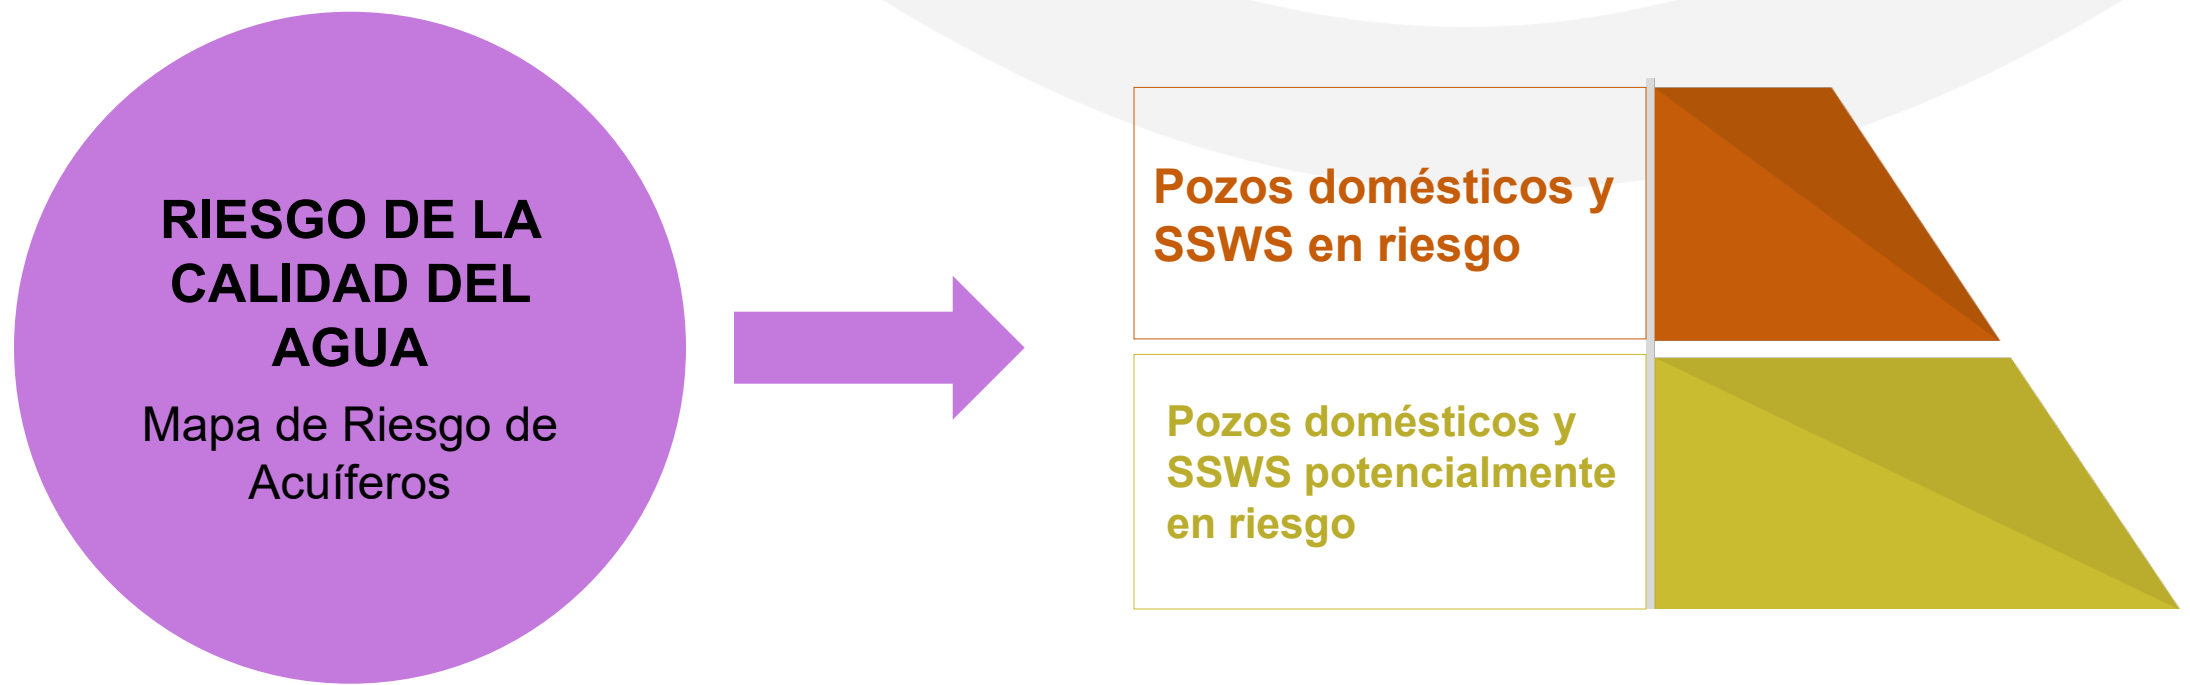 RIESGO DE LA
CALIDAD DEL
AGUA
Mapa de Riesgo de
Acuíferos
Pozos domésticos y
SSWS en riesgo
Pozos domésticos y
SSWS potencialmente
en riesgo